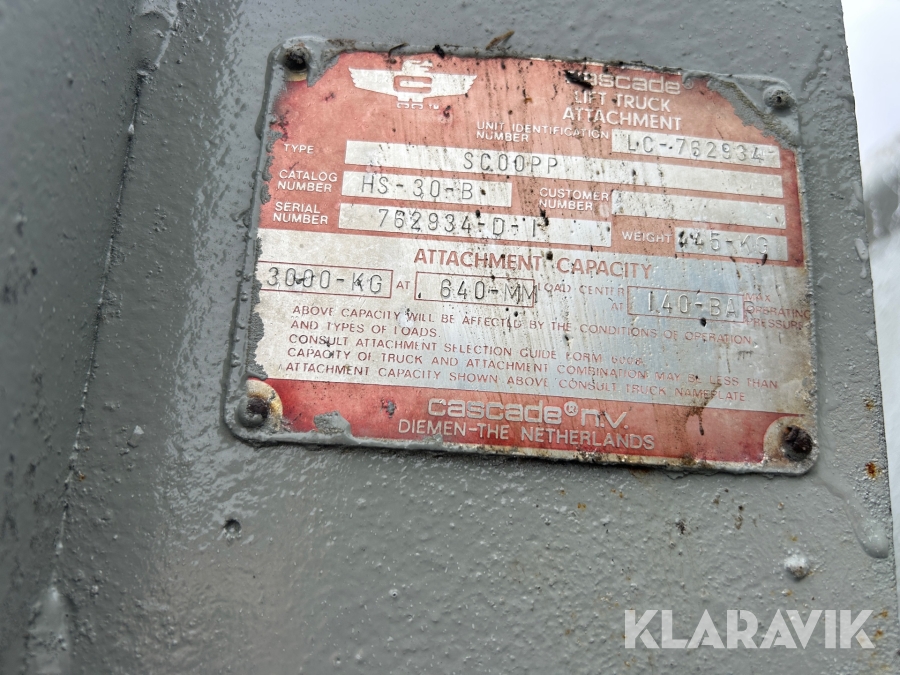 cascade®
LIFT TRUCK
ATTACHMENT
UNIT IDENTIFICATION NUMBER LC-762934
TYPE SCOOPP
CATALOG NUMBER HS-30-B
CUSTOMER NUMBER
SERIAL NUMBER 762934-D-1
WEIGHT 445-KG
ATTACHMENT CAPACITY
3000-KG AT 640-MM LOAD CENTER AT 140-BAR MAX OPERATING PRESSURE
ABOVE CAPACITY WILL BE AFFECTED BY THE CONDITIONS OF OPERATION
AND TYPES OF LOADS.
CONSULT ATTACHMENT SELECTION GUIDE FORM
CAPACITY OF TRUCK AND ATTACHMENT COMBINATION MAY BE LESS THAN
ATTACHMENT CAPACITY SHOWN ABOVE CONSULT TRUCK NAMEPLATE
cascade® n.v.
DIEMEN-THE NETHERLANDS
KLARAVIK